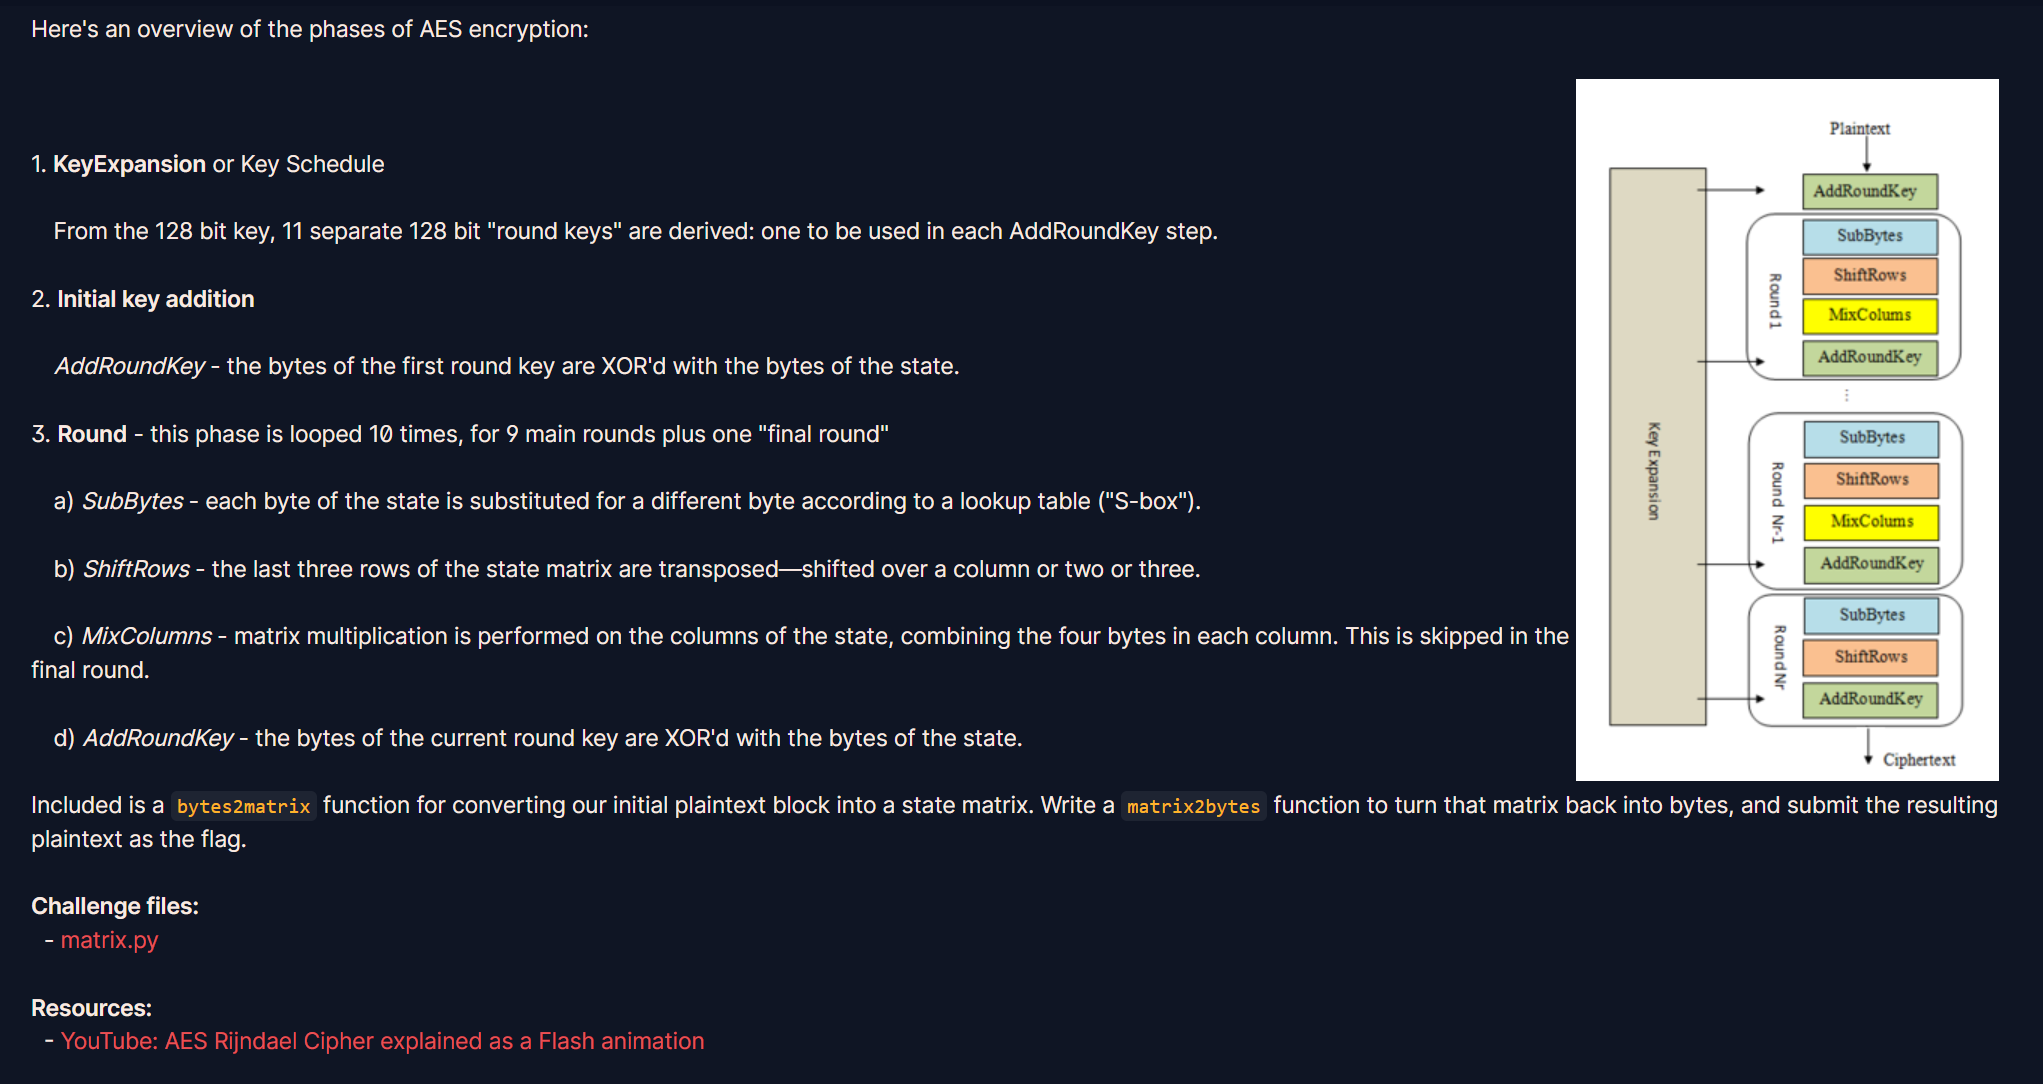 Here's an overview of the phases of AES encryption:
1. KeyExpansion or Key Schedule
From the 128 bit key, 11 separate 128 bit "round keys" are derived: one to be used in each AddRoundKey step.
2. Initial key addition
AddRoundKey - the bytes of the first round key are XOR'd with the bytes of the state.
3. Round - this phase is looped 10 times, for 9 main rounds plus one "final round"
a) SubBytes - each byte of the state is substituted for a different byte according to a lookup table ("S-box").
b) ShiftRows - the last three rows of the state matrix are transposed—shifted over a column or two or three.
c) MixColumns - matrix multiplication is performed on the columns of the state, combining the four bytes in each column. This is skipped in the
final round.
d) AddRoundKey - the bytes of the current round key are XOR'd with the bytes of the state.
Plaintext
AddRoundKey
SubBytes
ShiftRows
MixColums
AddRoundKey
Round 1
⋮
SubBytes
ShiftRows
MixColums
AddRoundKey
Round Nr-1
SubBytes
ShiftRows
AddRoundKey
Round Nr
Key Expansion
Ciphertext
Included is a bytes2matrix function for converting our initial plaintext block into a state matrix. Write a matrix2bytes function to turn that matrix back into bytes, and submit the resulting
plaintext as the flag.
Challenge files:
- matrix.py
Resources:
- YouTube: AES Rijndael Cipher explained as a Flash animation